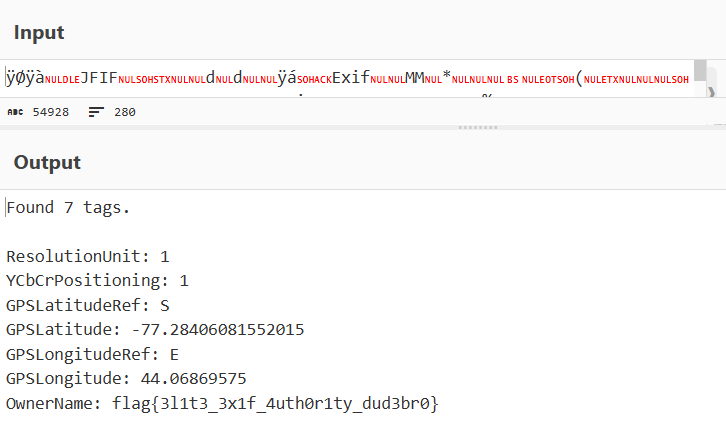 Input
ÿØÿàNULDLEJFIFNULSOHSTXNULNULdNULdNULNULÿáSOHACKExifNULNULMMNUL*NULNULNULBSNULEOTSOH(NULETXNULNULNULSOH
ABC 54928 280
Output
Found 7 tags.
ResolutionUnit: 1
YCbCrPositioning: 1
GPSLatitudeRef: S
GPSLatitude: -77.28406081552015
GPSLongitudeRef: E
GPSLongitude: 44.06869575
OwnerName: flag{3l1t3_3x1f_4uth0r1ty_dud3br0}